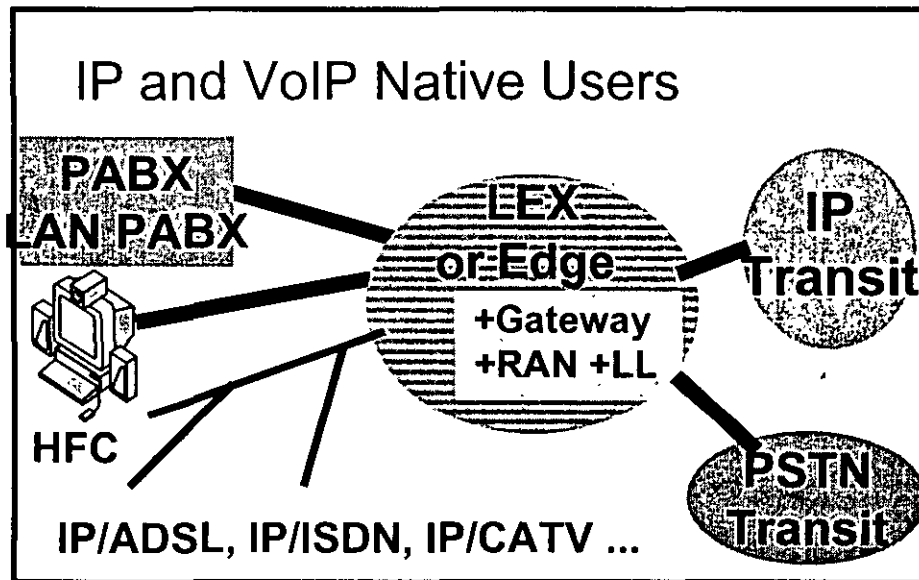 IP and VoIP Native Users
PABX
LAN PABX
LEX
or Edge
+Gateway
+RAN +LL
IP
Transit
HFC
PSTN
Transit
IP/ADSL, IP/ISDN, IP/CATV ...